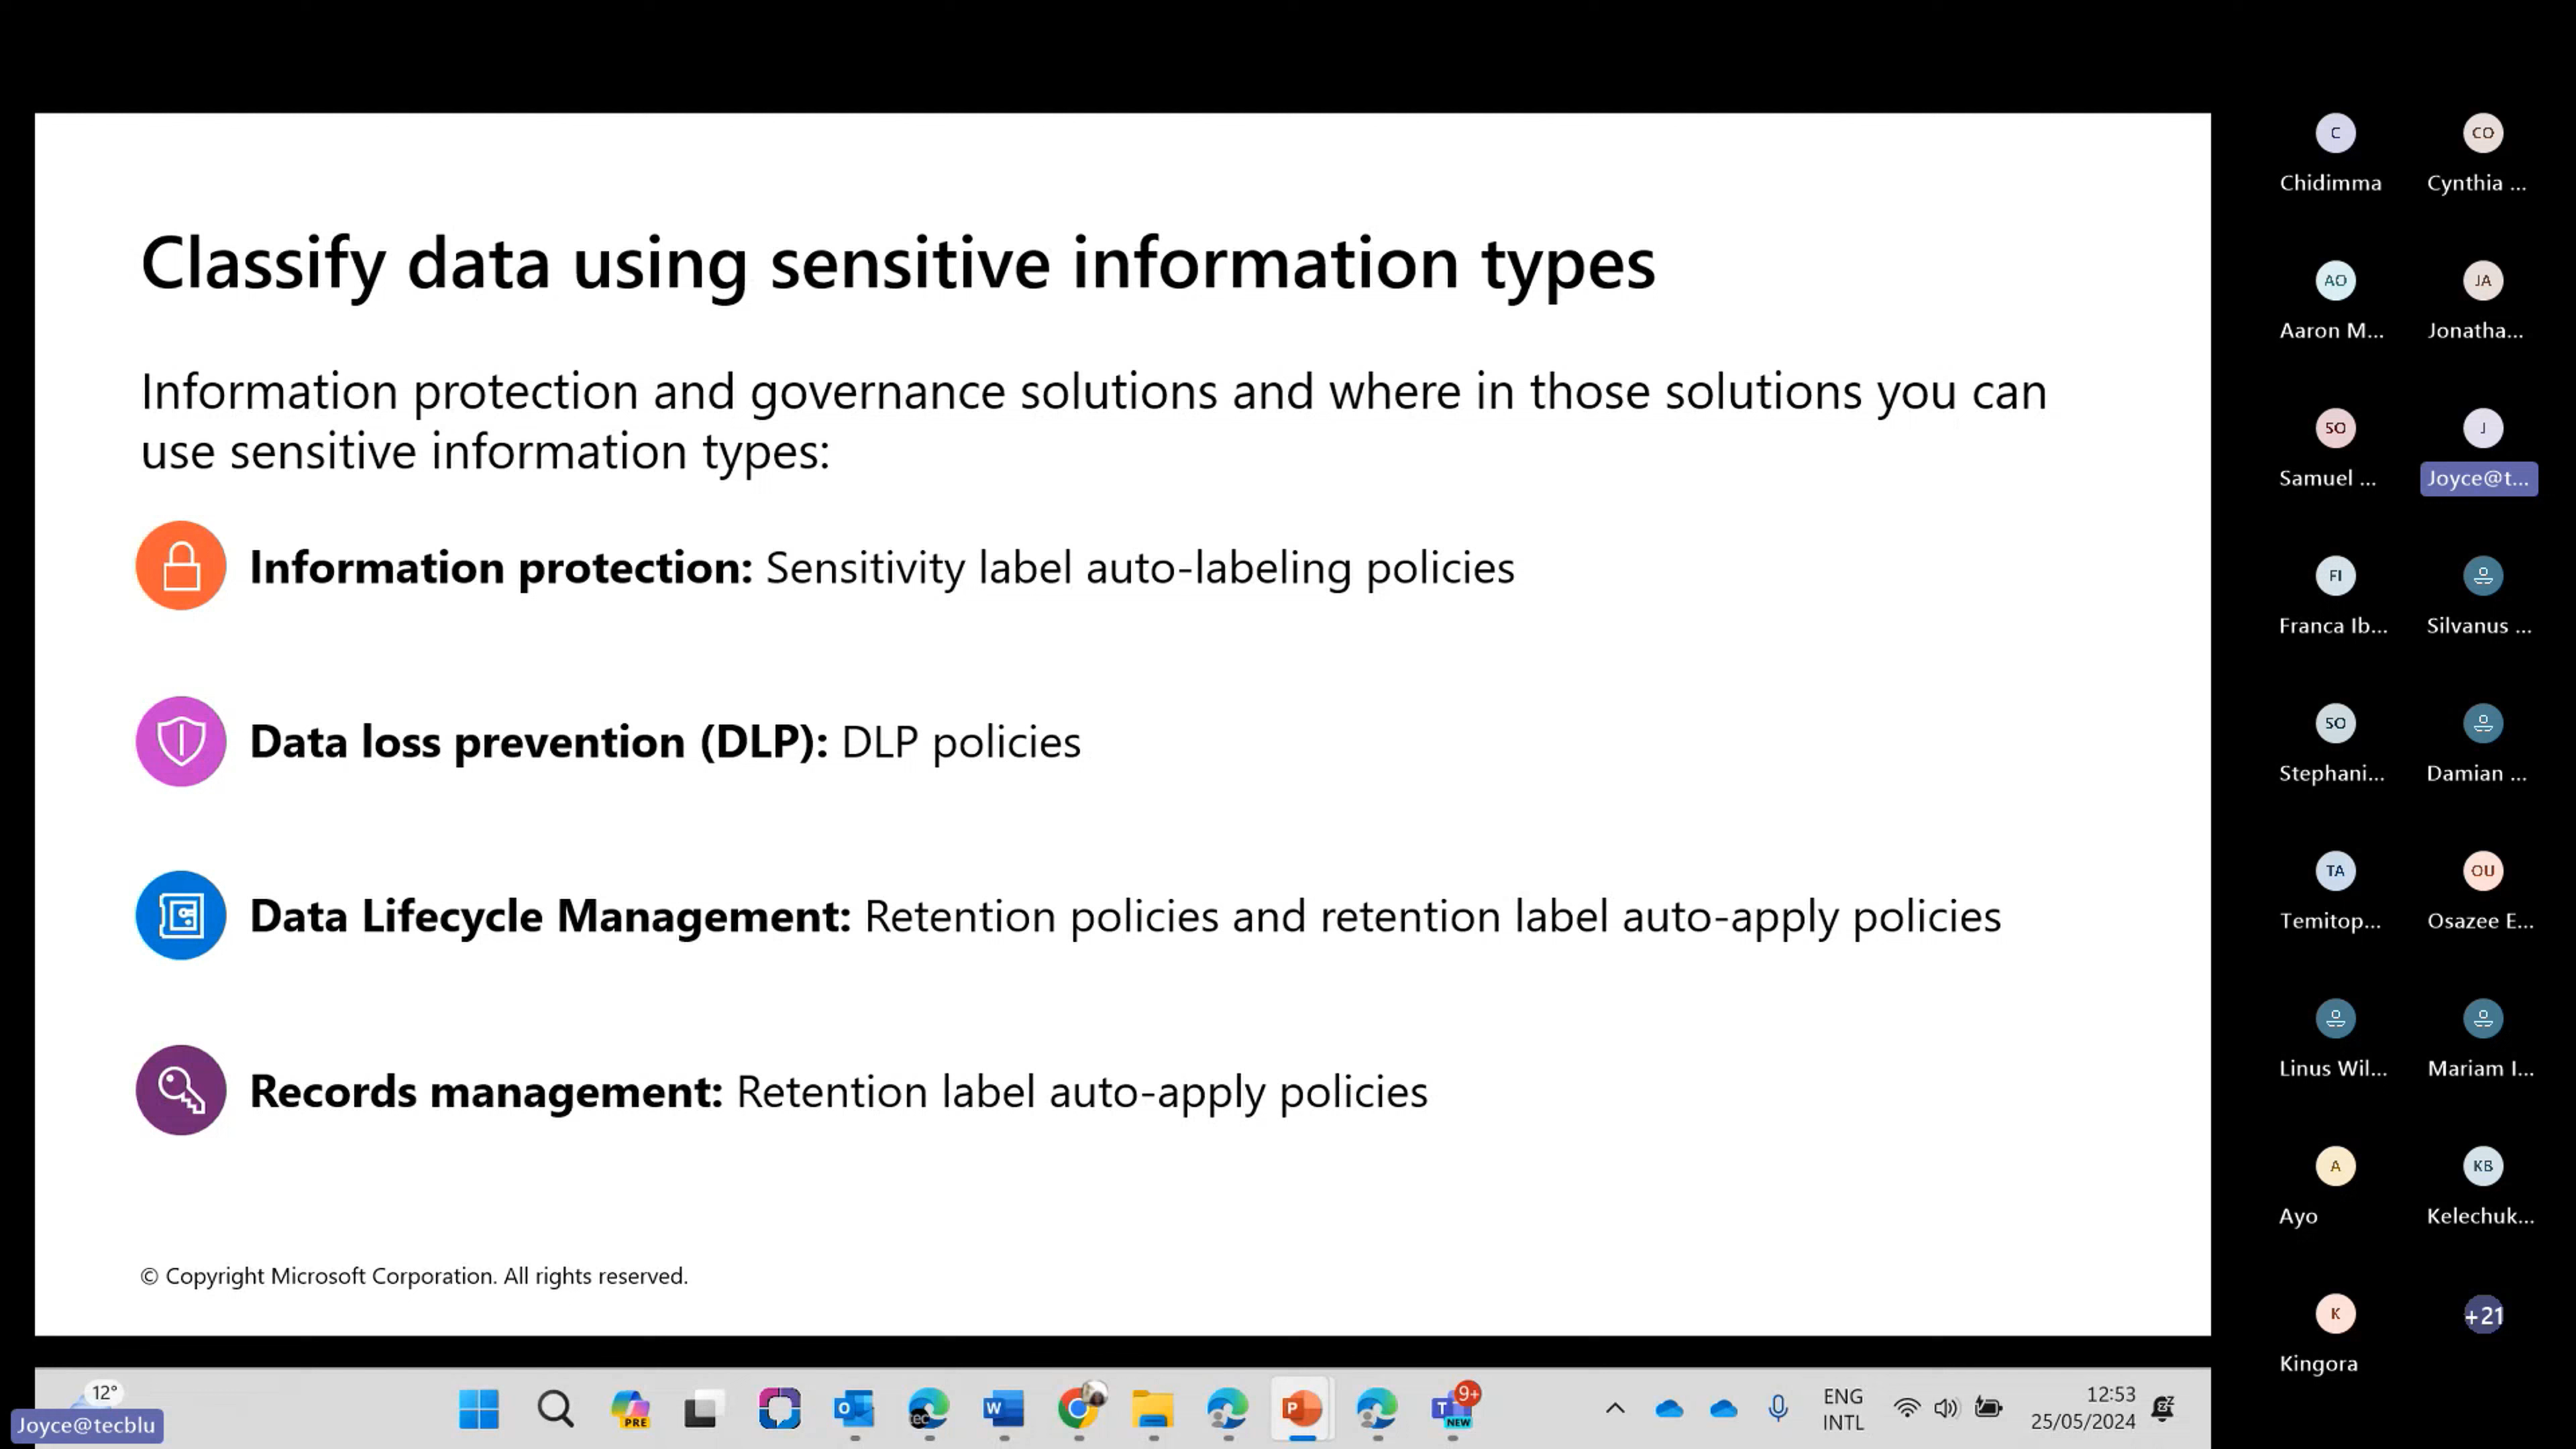 Classify data using sensitive information types
Information protection and governance solutions and where in those solutions you can
use sensitive information types:
Information protection: Sensitivity label auto-labeling policies
Data loss prevention (DLP): DLP policies
Data Lifecycle Management: Retention policies and retention label auto-apply policies
Records management: Retention label auto-apply policies
© Copyright Microsoft Corporation. All rights reserved.
C
CO
Chidimma
Cynthia ...
AO
JA
Aaron M...
Jonatha...
SO
J
Samuel ...
Joyce@t...
FI
Franca Ib...
Silvanus ...
SO
Stephani...
Damian ...
TA
OU
Temitop...
Osazee E...
Linus Wil...
Mariam I...
A
KB
Ayo
Kelechuk...
K
+21
Kingora
12°
Joyce@tecblu
PRE
O
tec
W
P
T
9+
NEW
ENG
INTL
12:53
25/05/2024